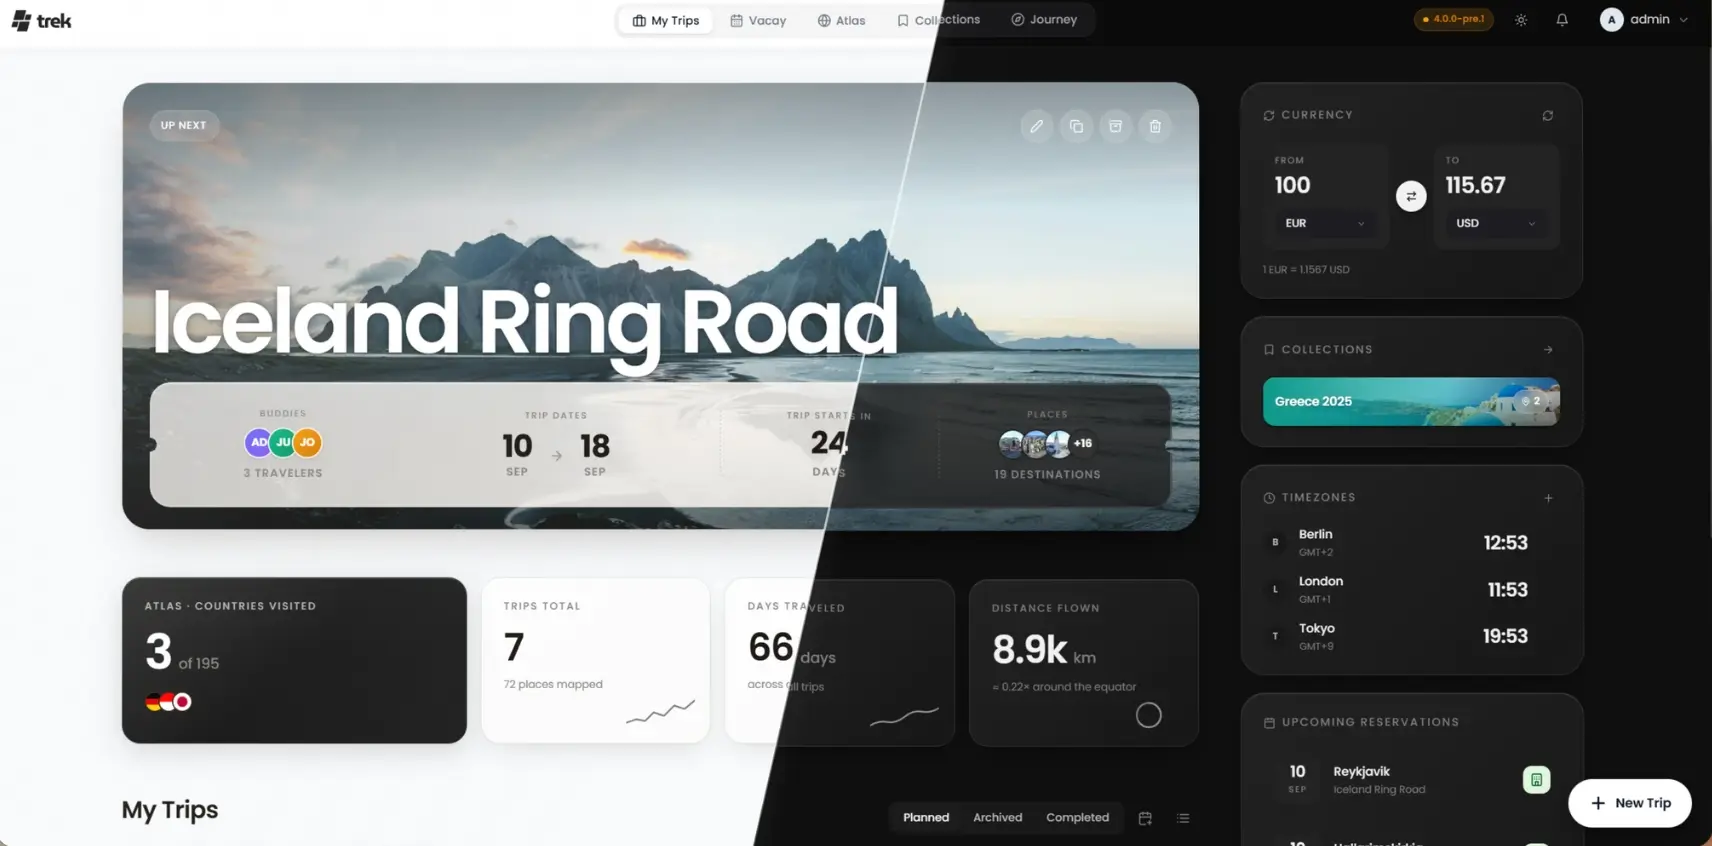 trek
My Trips
Vacay
Atlas
Collections
Journey
4.0.0-pre.1
A
admin
UP NEXT
Iceland Ring Road
BUDDIES
AD JU JO
3 TRAVELERS
TRIP DATES
10 → 18
SEP SEP
TRIP STARTS IN
24
DAYS
PLACES
+16
19 DESTINATIONS
ATLAS · COUNTRIES VISITED
3 of 195
TRIPS TOTAL
7
72 places mapped
DAYS TRAVELED
66 days
across all trips
DISTANCE FLOWN
8.9k km
≈ 0.22× around the equator
My Trips
Planned
Archived
Completed
CURRENCY
FROM
100
EUR
TO
115.67
USD
1 EUR = 1.1567 USD
COLLECTIONS
Greece 2025
2
TIMEZONES
B Berlin 12:53
GMT+2
L London 11:53
GMT+1
T Tokyo 19:53
GMT+9
UPCOMING RESERVATIONS
10 Reykjavik
SEP Iceland Ring Road
New Trip